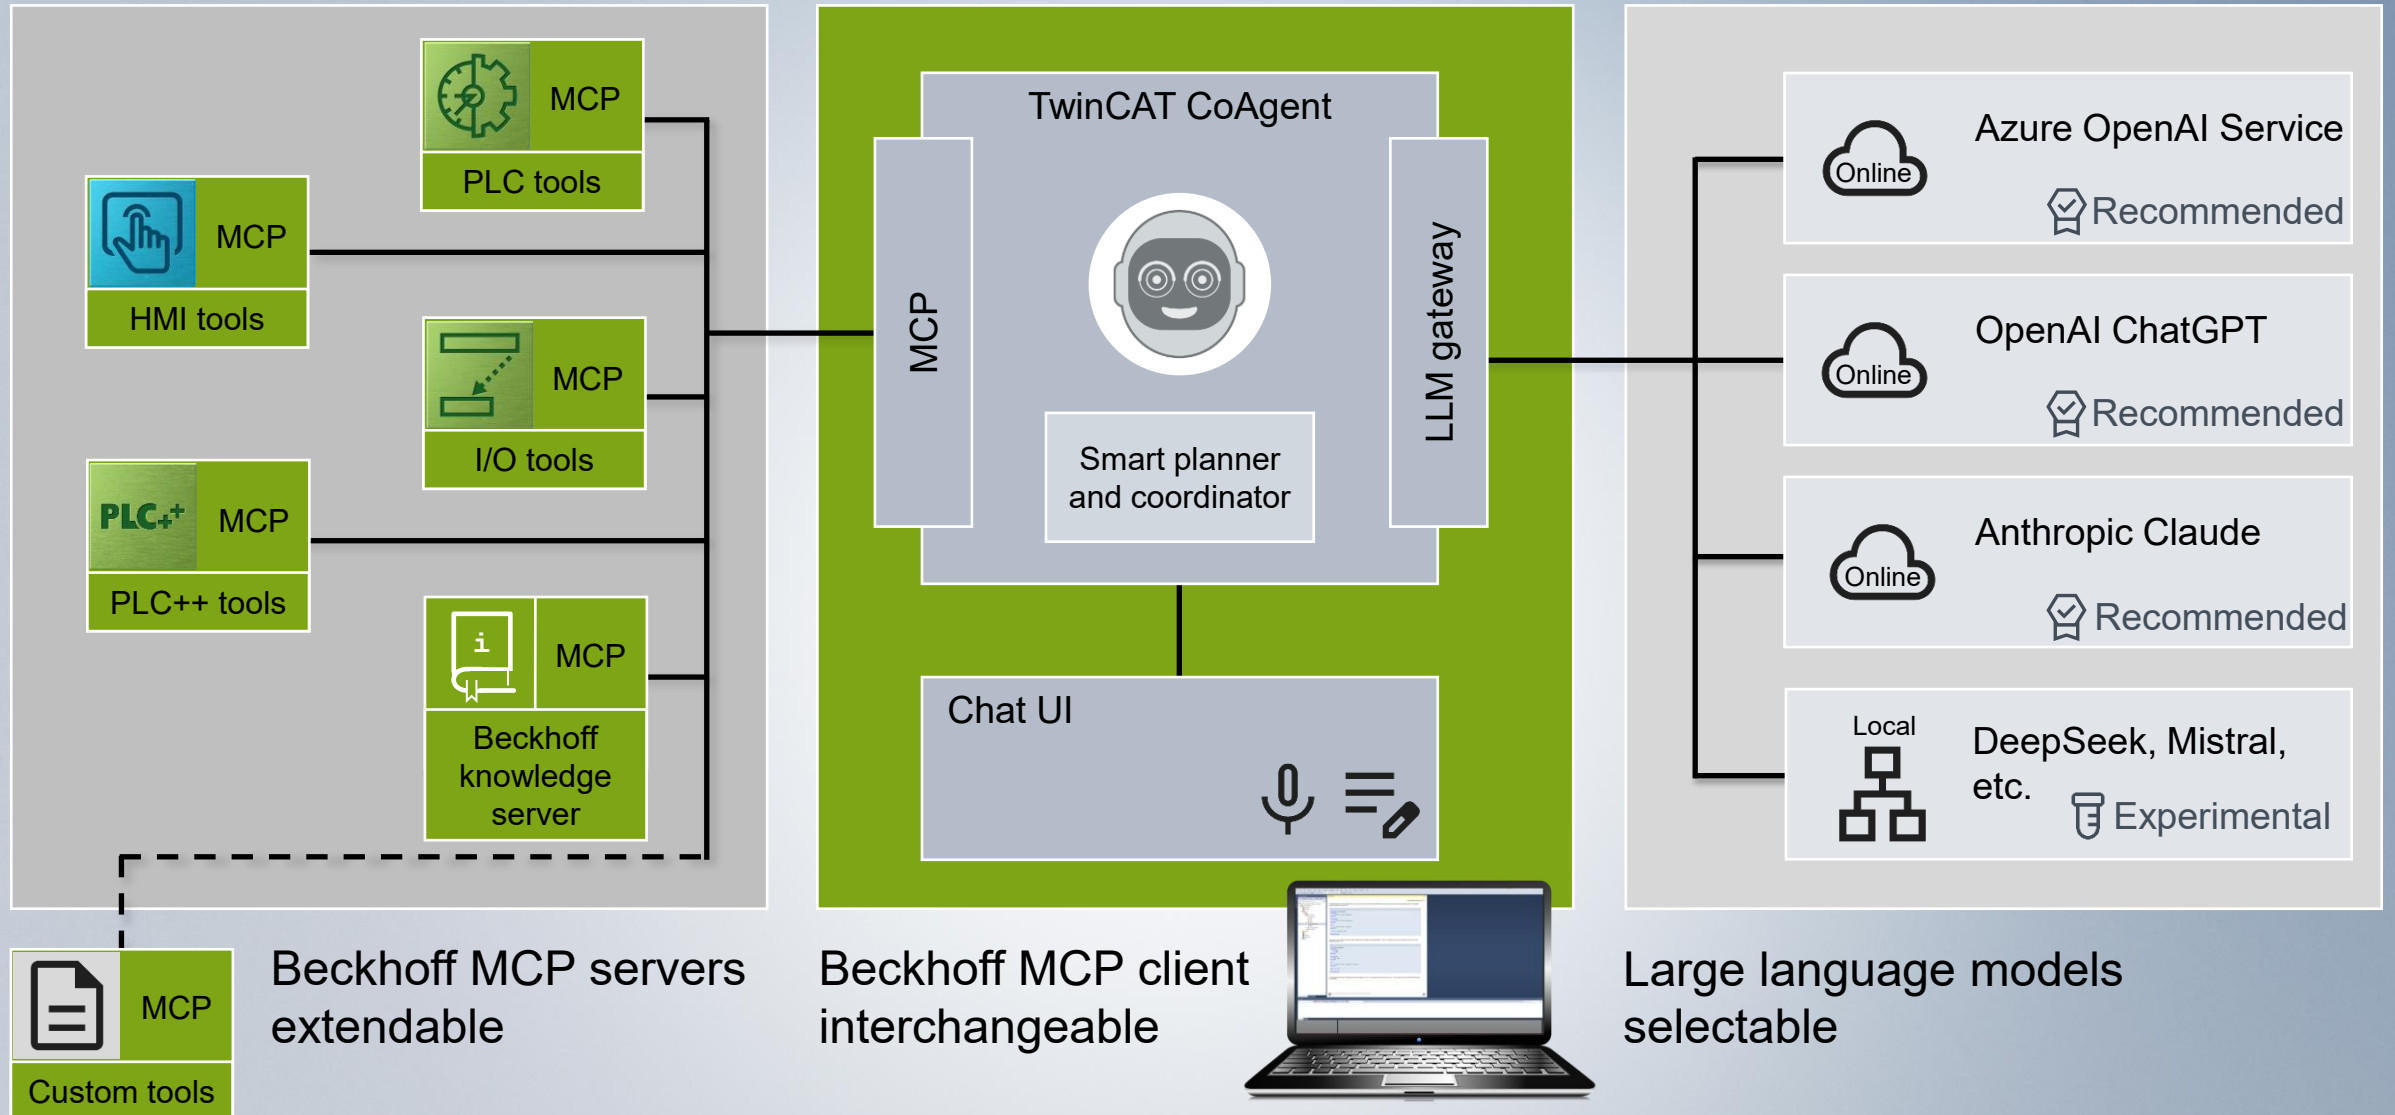 MCP
PLC tools
MCP
HMI tools
MCP
I/O tools
PLC++
MCP
PLC++ tools
i
MCP
Beckhoff
knowledge
server
MCP
Custom tools
Beckhoff MCP servers
extendable
TwinCAT CoAgent
MCP
LLM gateway
Smart planner
and coordinator
Chat UI
Beckhoff MCP client
interchangeable
Online
Azure OpenAI Service
Recommended
Online
OpenAI ChatGPT
Recommended
Online
Anthropic Claude
Recommended
Local
DeepSeek, Mistral,
etc.
Experimental
Large language models
selectable